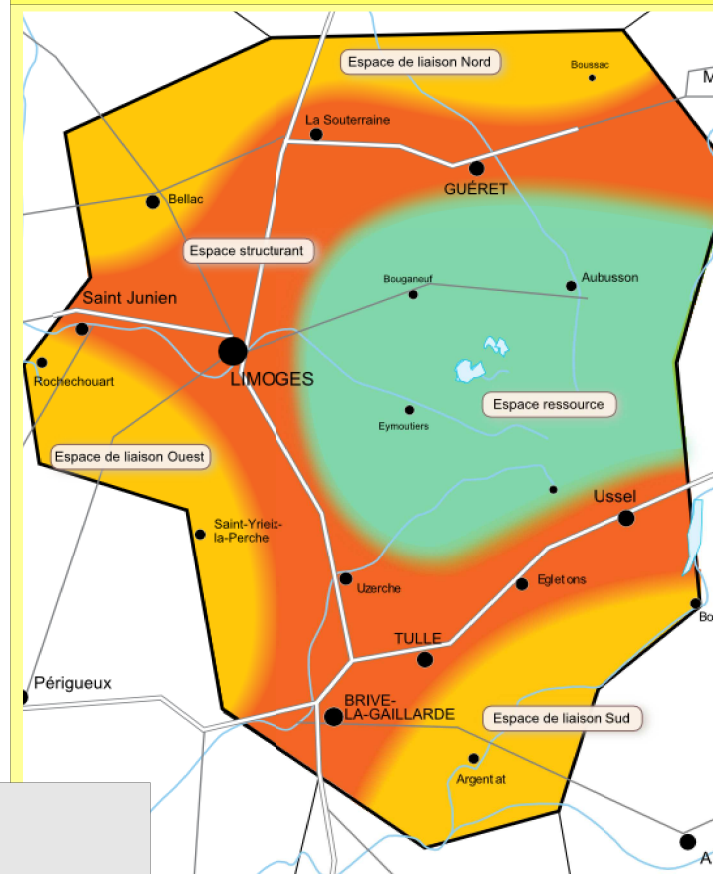 Espace de liaison Nord
Boussac
M
La Souterraine
GUÉRET
Bellac
Espace structurant
Bouganeuf
Aubusson
Saint Junien
LIMOGES
Rochechouart
Espace ressource
Eymoutiers
Espace de liaison Ouest
Ussel
Saint-Yrieix-
la-Perche
Uzerche
Egletons
Bo
TULLE
Périgueux
BRIVE-
LA-GAILLARDE
Espace de liaison Sud
Argentat
A